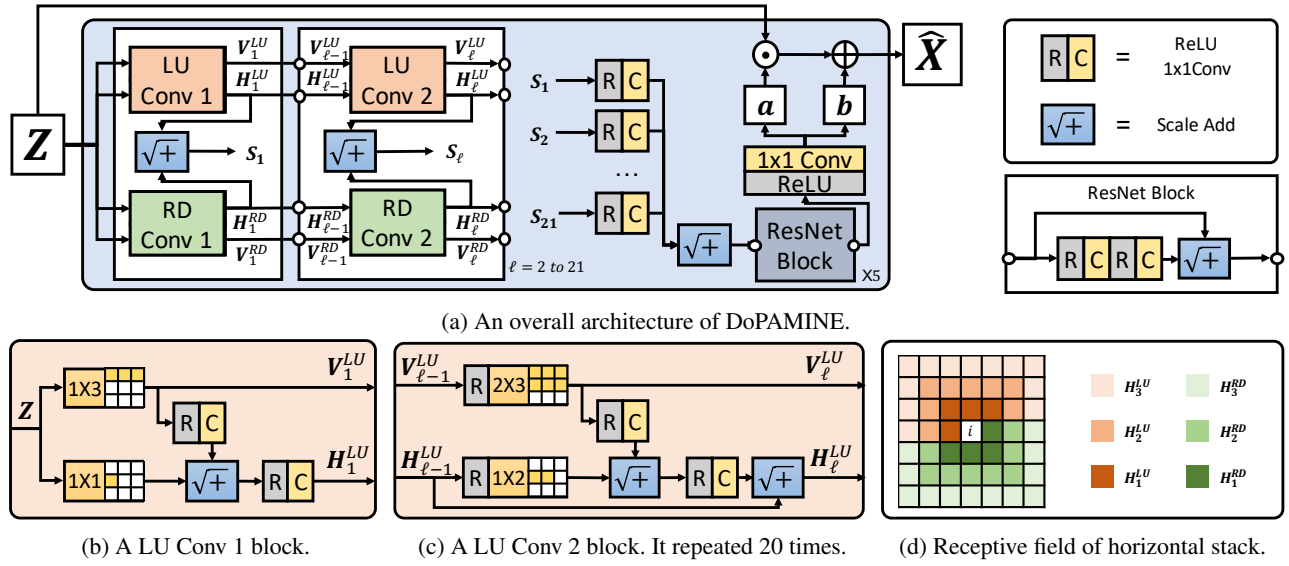 Z
LU
Conv 1
V_1^{LU}
H_1^{LU}
√+
S_1
RD
Conv 1
H_1^{RD}
V_1^{RD}
V_{ℓ-1}^{LU}
H_{ℓ-1}^{LU}
LU
Conv 2
V_ℓ^{LU}
H_ℓ^{LU}
√+
S_ℓ
RD
Conv 2
H_{ℓ-1}^{RD}
V_{ℓ-1}^{RD}
H_ℓ^{RD}
V_ℓ^{RD}
ℓ = 2 to 21
S_1 R C
S_2 R C
...
S_{21} R C
√+
ResNet
Block
X5
ReLU
1x1 Conv
a b
X̂
R C = ReLU
1x1Conv
√+ = Scale Add
ResNet Block
R C R C √+
(a) An overall architecture of DoPAMINE.
Z
1X3
V_1^{LU}
R C
1X1
√+
R C
H_1^{LU}
(b) A LU Conv 1 block.
V_{ℓ-1}^{LU}
R 2X3
V_ℓ^{LU}
R C
H_{ℓ-1}^{LU}
R 1X2
√+
R C
√+
H_ℓ^{LU}
(c) A LU Conv 2 block. It repeated 20 times.
i
H_3^{LU} H_3^{RD}
H_2^{LU} H_2^{RD}
H_1^{LU} H_1^{RD}
(d) Receptive field of horizontal stack.